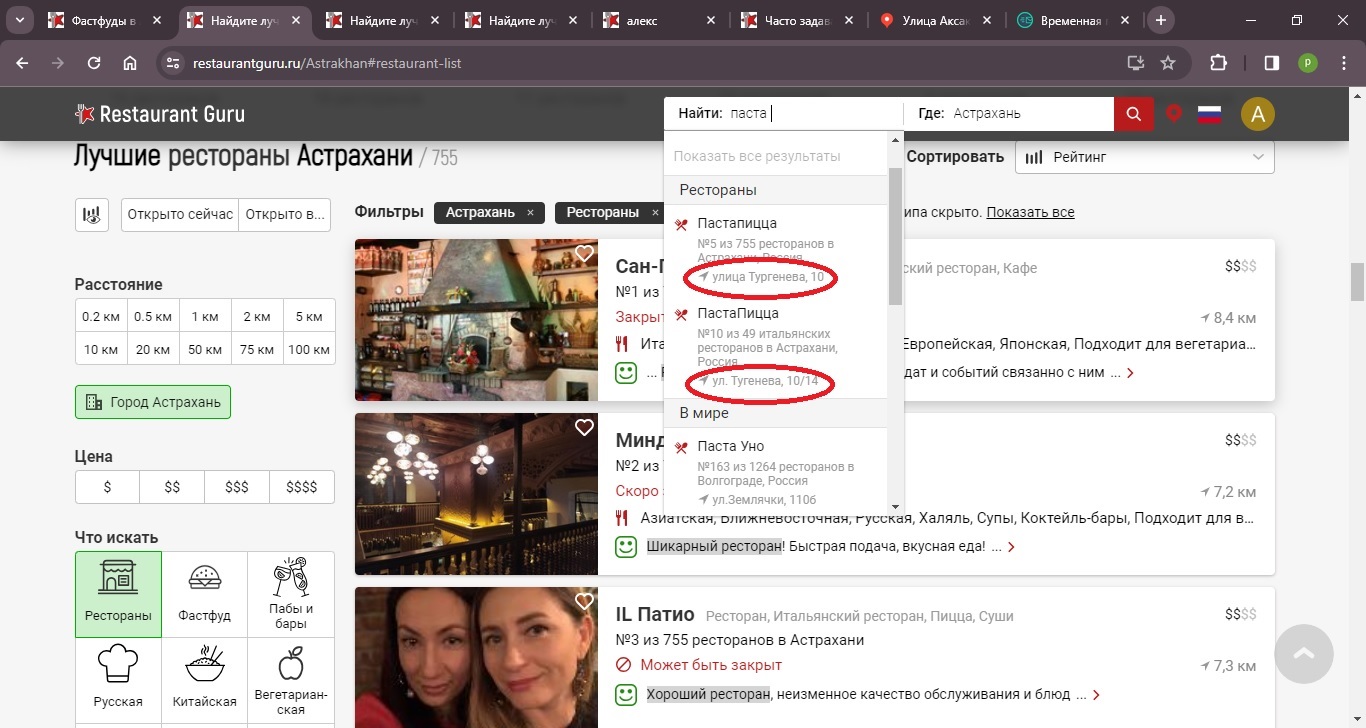 Фастфуды в
Найдите луч
Найдите луч
Найдите луч
алекс
Часто задав
Улица Аксак
Временная
restaurantguru.ru/Astrakhan#restaurant-list
p
Restaurant Guru
Найти: паста
Где: Астрахань
A
Лучшие рестораны Астрахани / 755
Показать все результаты
Сортировать
Рейтинг
Открыто сейчас
Открыто в...
Фильтры
Астрахань ×
Рестораны ×
ипа скрыто. Показать все
Рестораны
Пастапицца
№5 из 755 ресторанов в
Астрахани, Россия
улица Тургенева, 10
ПастаПицца
№10 из 49 итальянских
ресторанов в Астрахани,
Россия
ул. Тугенева, 10/14
В мире
Паста Уно
№163 из 1264 ресторанов в
Волгограде, Россия
ул.Землячки, 110б
Расстояние
0.2 км
0.5 км
1 км
2 км
5 км
10 км
20 км
50 км
75 км
100 км
Город Астрахань
Цена
$
$$
$$$
$$$$
Что искать
Рестораны
Фастфуд
Пабы и
бары
Русская
Китайская
Вегетариан-
ская
Сан-
ский ресторан, Кафе
$$$$
№1 из
Закрыт
8,4 км
Ита
Европейская, Японская, Подходит для вегетариа...
...
дат и событий связанно с ним ...
Минд
$$$$
№2 из
Скоро
7,2 км
Азиатская, Ближневосточная, Русская, Халяль, Супы, Коктейль-бары, Подходит для в...
Шикарный ресторан! Быстрая подача, вкусная еда! ...
IL Патио Ресторан, Итальянский ресторан, Пицца, Суши
$$$$
№3 из 755 ресторанов в Астрахани
Может быть закрыт
7,3 км
Хороший ресторан, неизменное качество обслуживания и блюд ...